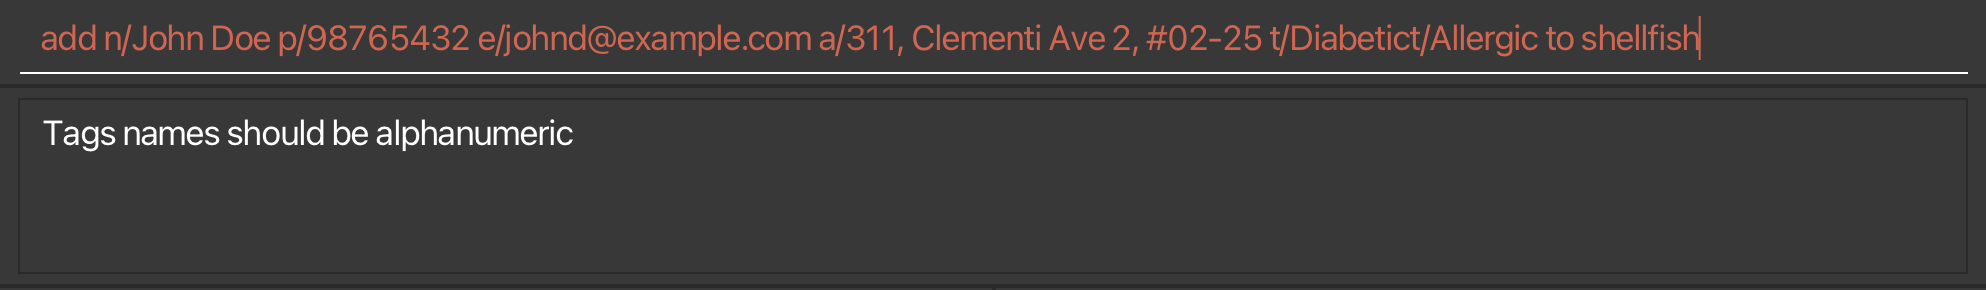 add n/John Doe p/98765432 e/johnd@example.com a/311, Clementi Ave 2, #02-25 t/Diabetict/Allergic to shellfish
Tags names should be alphanumeric